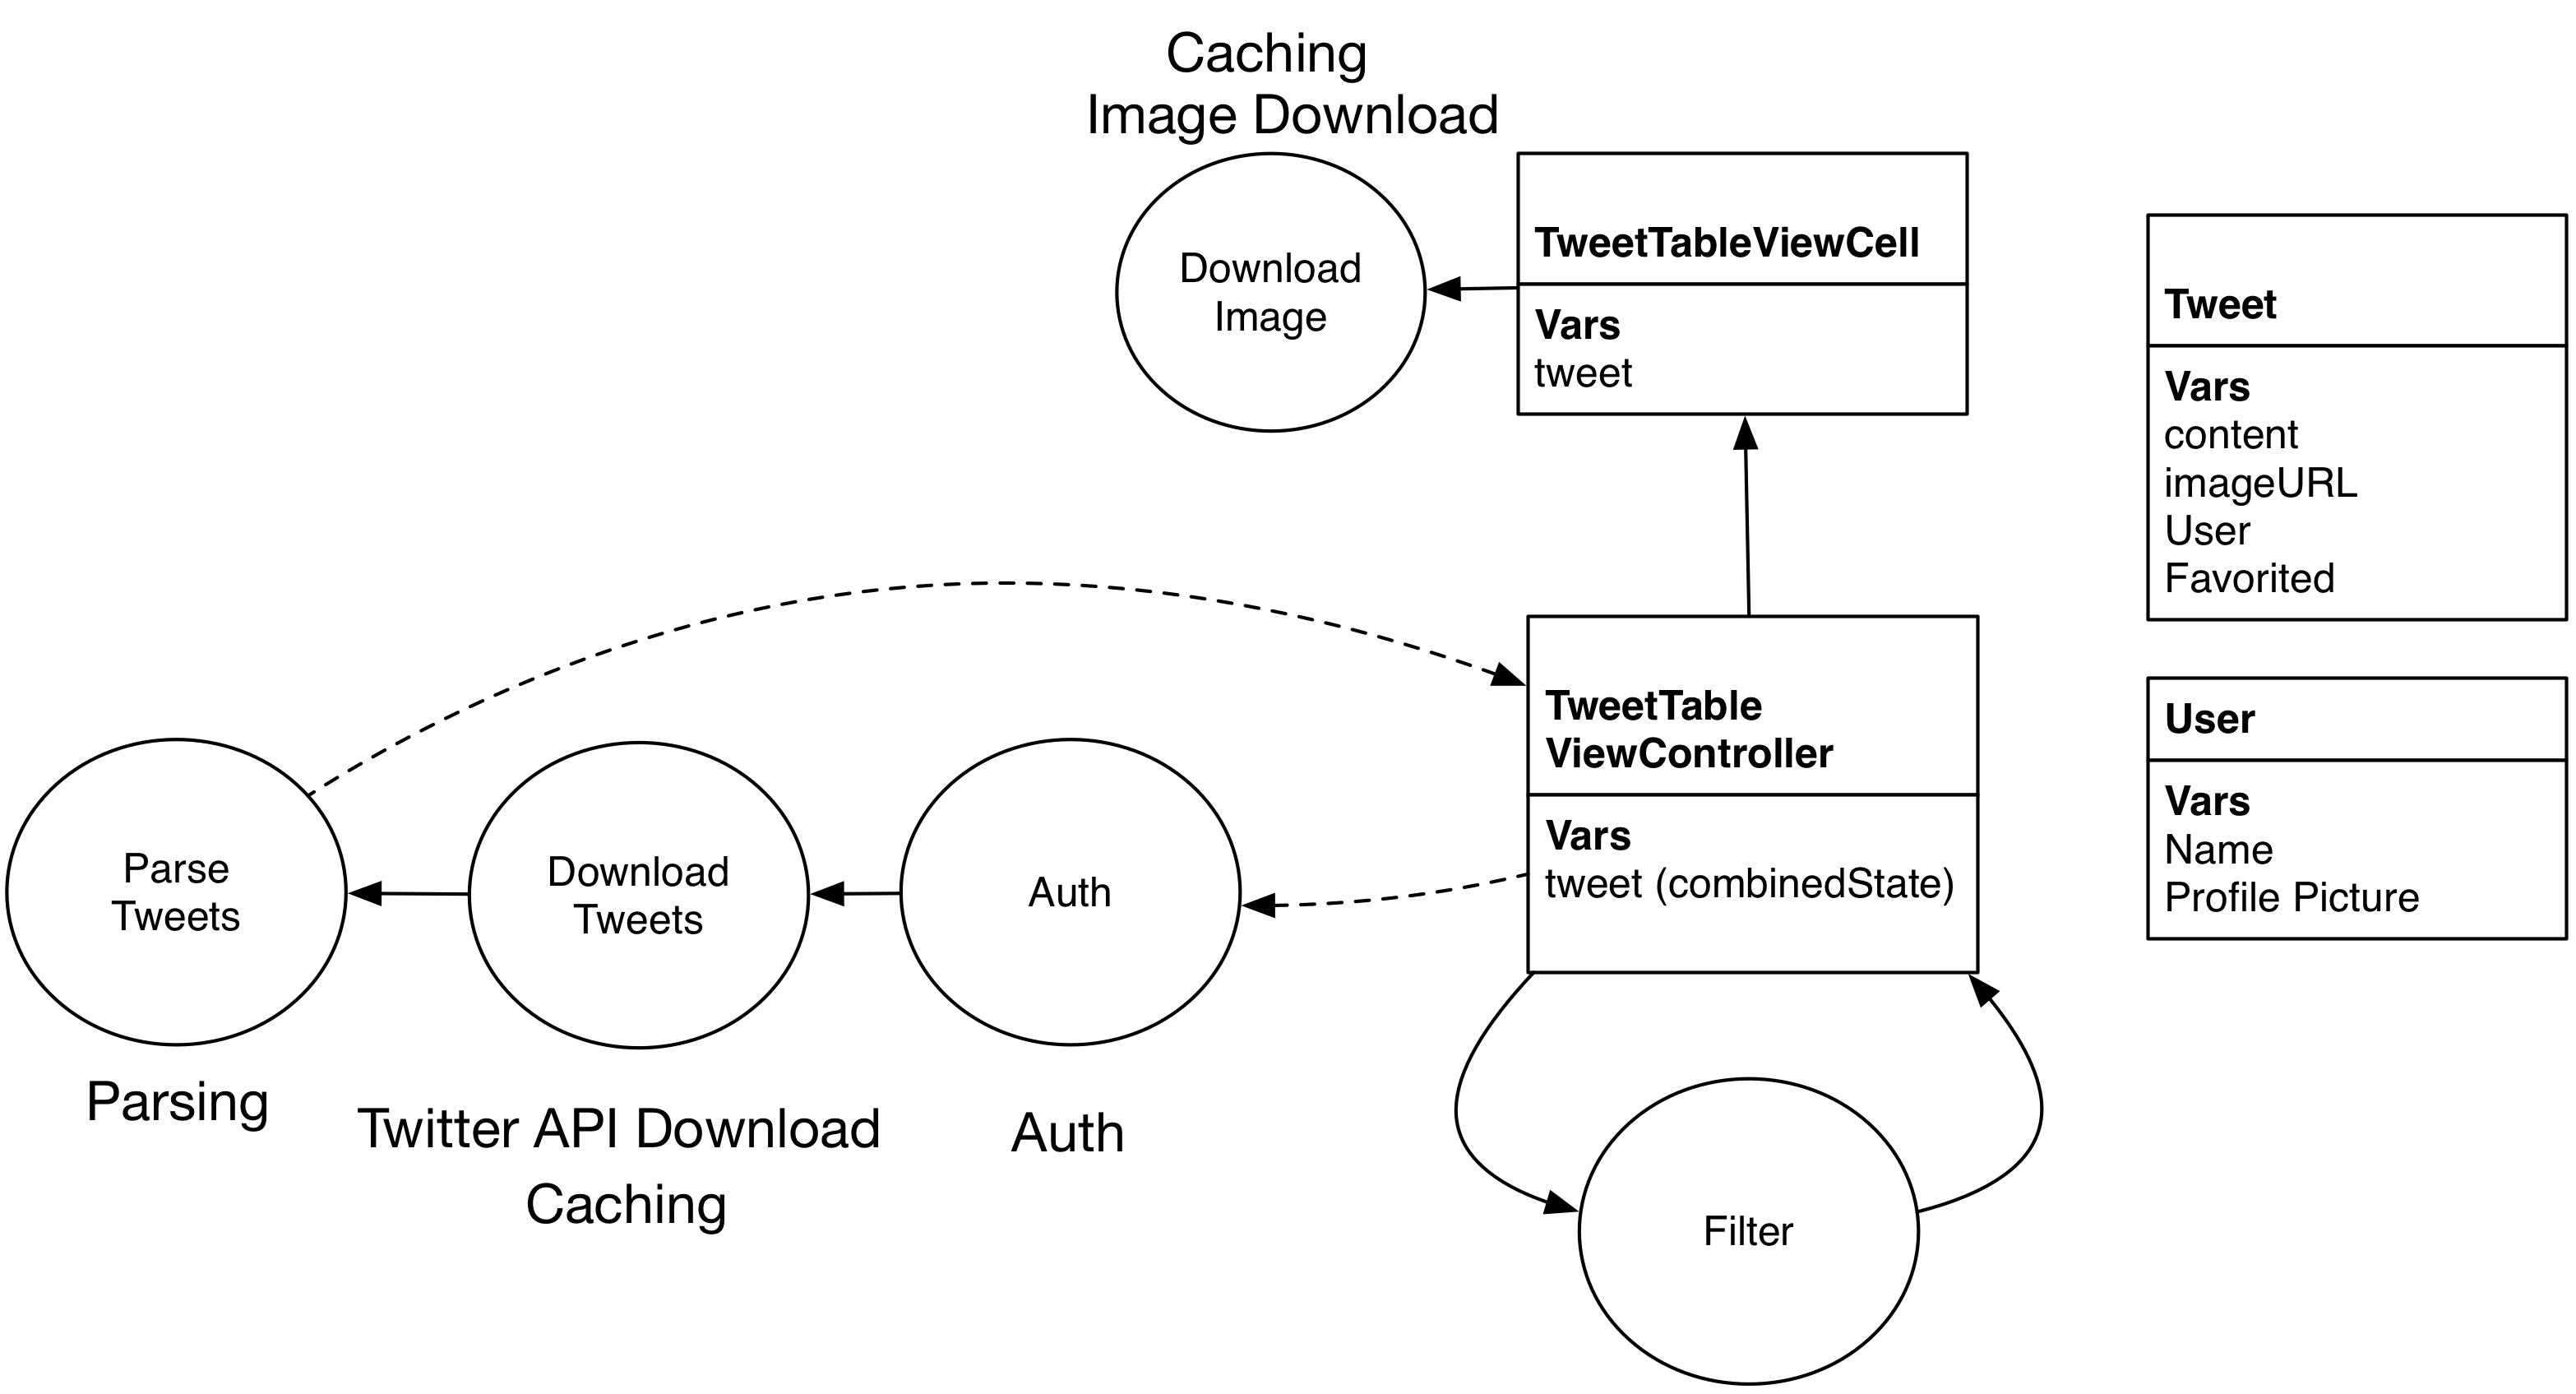 Caching
Image Download
Download
Image
TweetTableViewCell
Vars
tweet
Tweet
Vars
content
imageURL
User
Favorited
TweetTable
ViewController
Vars
tweet (combinedState)
User
Vars
Name
Profile Picture
Parse
Tweets
Download
Tweets
Auth
Parsing
Twitter API Download
Caching
Auth
Filter